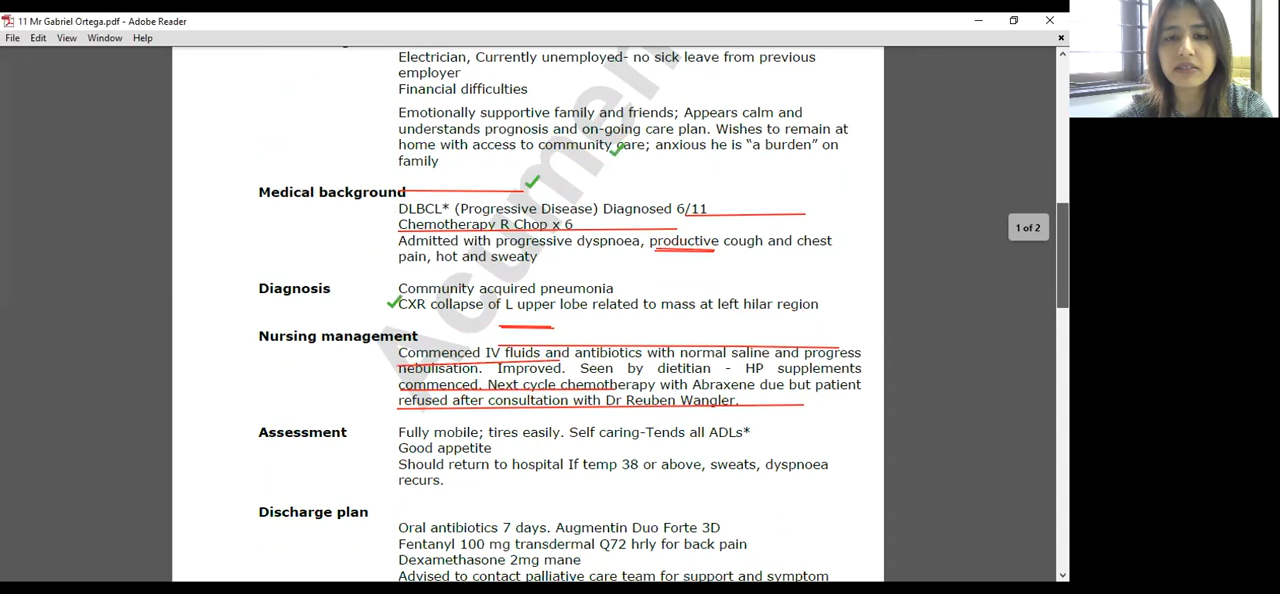 11 Mr Gabriel Ortega.pdf - Adobe Reader
File Edit View Window Help
Electrician, Currently unemployed- no sick leave from previous
employer
Financial difficulties
Emotionally supportive family and friends; Appears calm and
understands prognosis and on-going care plan. Wishes to remain at
home with access to community care; anxious he is “a burden” on
family
Medical background
DLBCL* (Progressive Disease) Diagnosed 6/11
Chemotherapy R Chop x 6
Admitted with progressive dyspnoea, productive cough and chest
pain, hot and sweaty
Diagnosis Community acquired pneumonia
CXR collapse of L upper lobe related to mass at left hilar region
Nursing management
Commenced IV fluids and antibiotics with normal saline and progress
nebulisation. Improved. Seen by dietitian - HP supplements
commenced. Next cycle chemotherapy with Abraxene due but patient
refused after consultation with Dr Reuben Wangler.
Assessment Fully mobile; tires easily. Self caring-Tends all ADLs*
Good appetite
Should return to hospital If temp 38 or above, sweats, dyspnoea
recurs.
Discharge plan
Oral antibiotics 7 days. Augmentin Duo Forte 3D
Fentanyl 100 mg transdermal Q72 hrly for back pain
Dexamethasone 2mg mane
Advised to contact palliative care team for support and symptom
1 of 2
Acumen